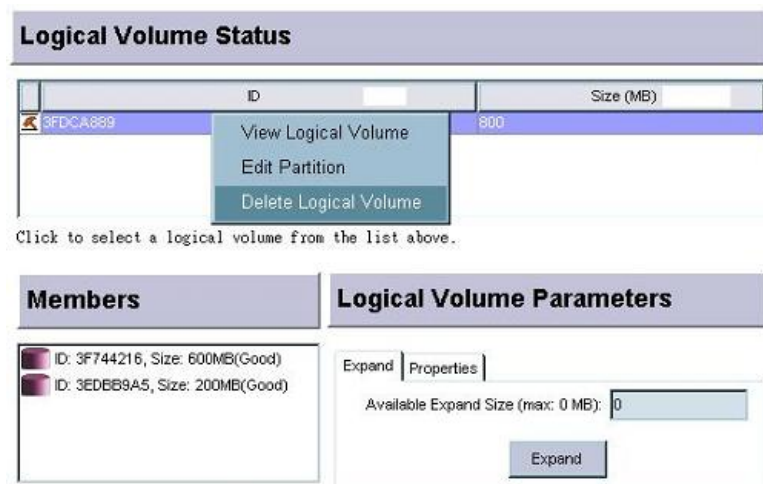 Logical Volume Status
ID Size (MB)
3FDCA889 800
View Logical Volume
Edit Partition
Delete Logical Volume
Click to select a logical volume from the list above.
Members
Logical Volume Parameters
ID: 3F744216, Size: 600MB(Good)
ID: 3EDBB9A5, Size: 200MB(Good)
Expand Properties
Available Expand Size (max: 0 MB): 0
Expand